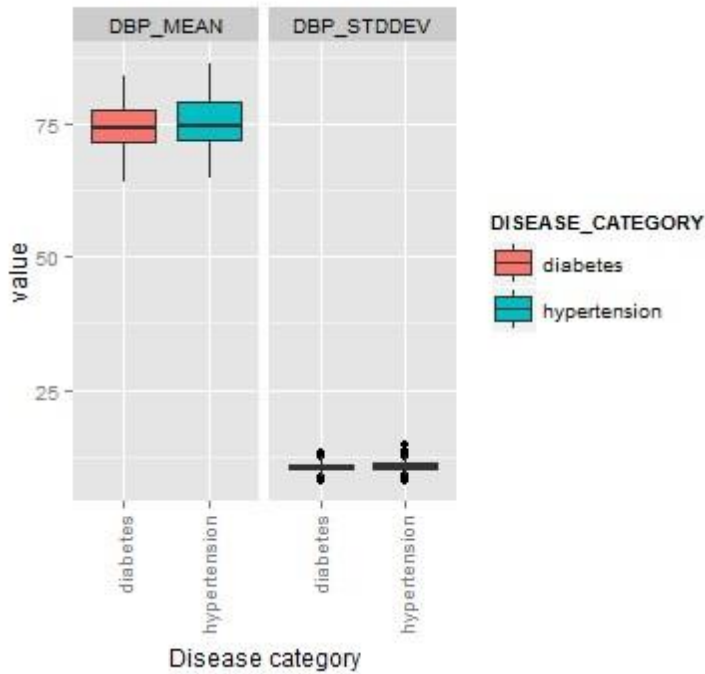 DBP_MEAN DBP_STDDEV
75
50
25
value
diabetes
hypertension
diabetes
hypertension
Disease category
DISEASE_CATEGORY
diabetes
hypertension